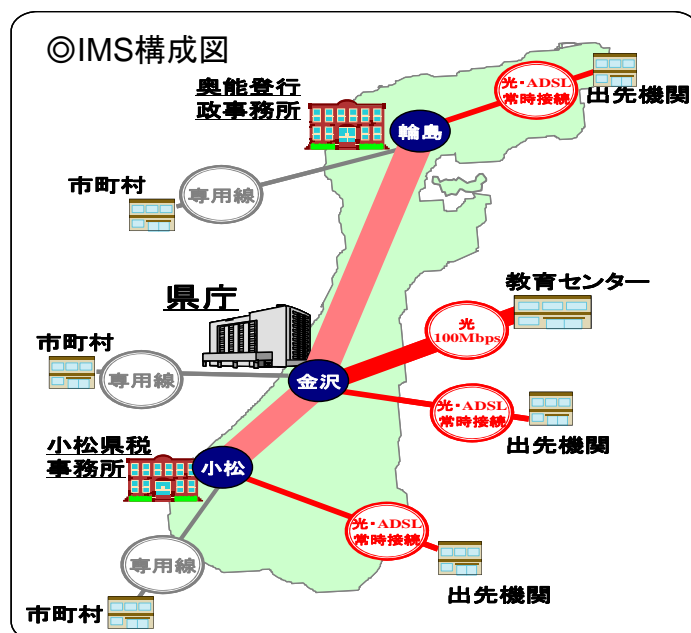 ◎IMS構成図
奥能登行
政事務所
光・ADSL
常時接続
出先機関
輪島
市町村
専用線
県庁
教育センター
光
100Mbps
市町村
専用線
金沢
光・ADSL
常時接続
出先機関
小松県税
事務所
小松
光・ADSL
常時接続
専用線
出先機関
市町村